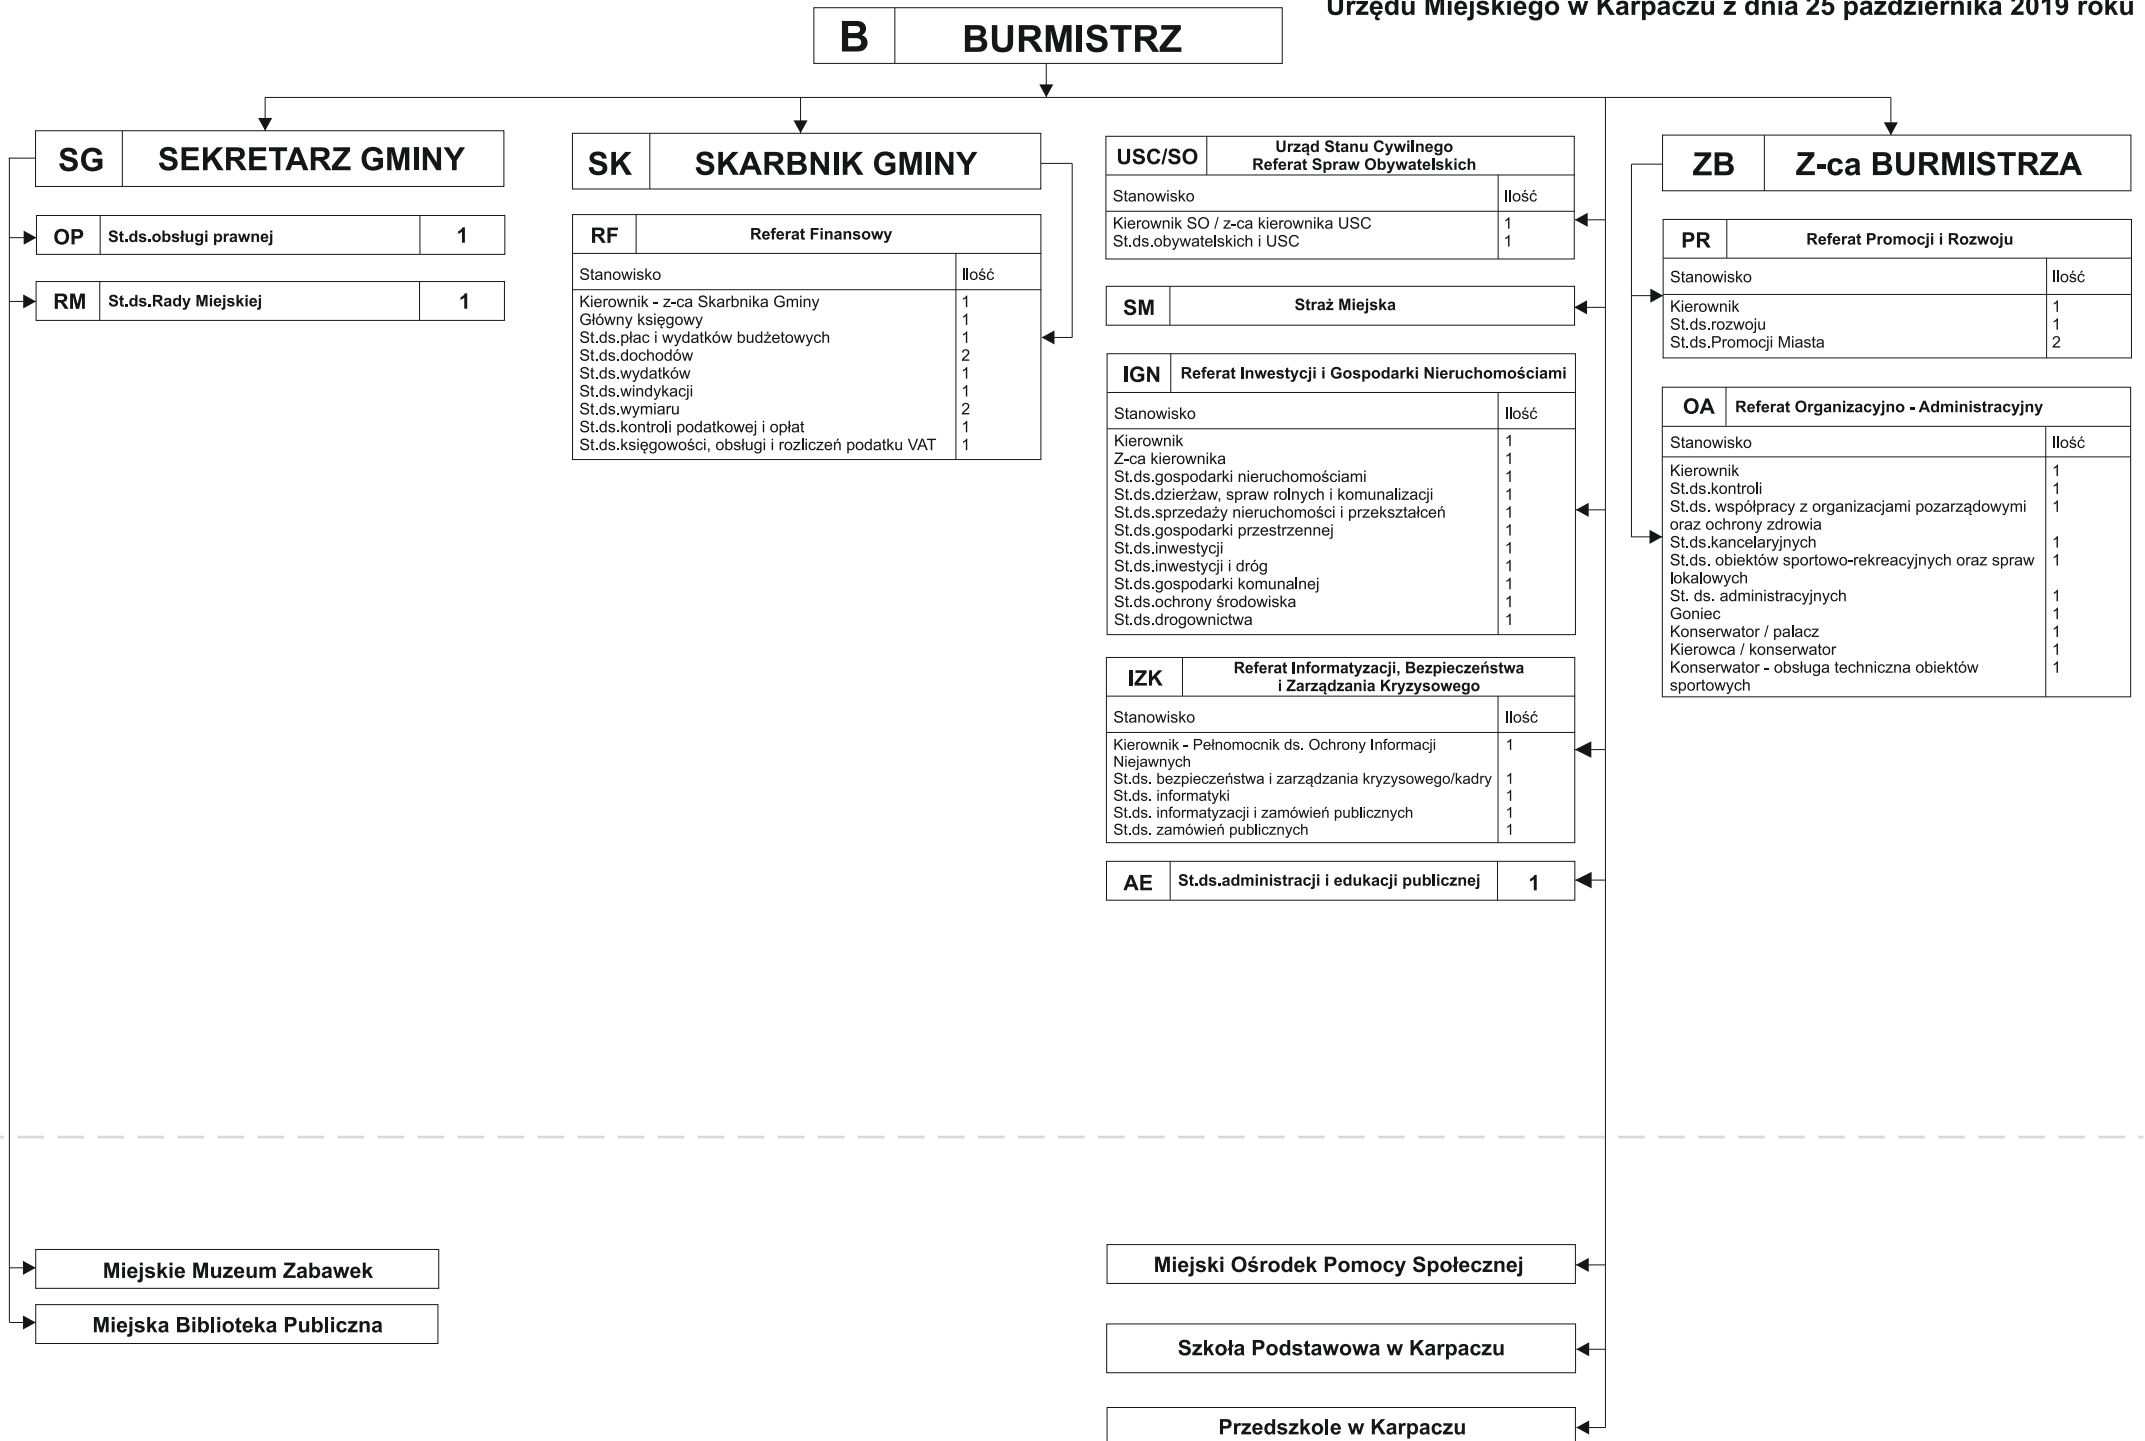 Urzędu Miejskiego w Karpaczu z dnia 25 października 2019 roku
B BURMISTRZ
SG SEKRETARZ GMINY
OP St.ds.obsługi prawnej 1
RM St.ds.Rady Miejskiej 1
SK SKARBNIK GMINY
RF Referat Finansowy
Stanowisko Ilość
Kierownik - z-ca Skarbnika Gminy 1
Główny księgowy 1
St.ds.płac i wydatków budżetowych 1
St.ds.dochodów 2
St.ds.wydatków 1
St.ds.windykacji 1
St.ds.wymiaru 2
St.ds.kontroli podatkowej i opłat 1
St.ds.księgowości, obsługi i rozliczeń podatku VAT 1
USC/SO Urząd Stanu Cywilnego
Referat Spraw Obywatelskich
Stanowisko Ilość
Kierownik SO / z-ca kierownika USC 1
St.ds.obywatelskich i USC 1
SM Straż Miejska
IGN Referat Inwestycji i Gospodarki Nieruchomościami
Stanowisko Ilość
Kierownik 1
Z-ca kierownika 1
St.ds.gospodarki nieruchomościami 1
St.ds.dzierżaw, spraw rolnych i komunalizacji 1
St.ds.sprzedaży nieruchomości i przekształceń 1
St.ds.gospodarki przestrzennej 1
St.ds.inwestycji 1
St.ds.inwestycji i dróg 1
St.ds.gospodarki komunalnej 1
St.ds.ochrony środowiska 1
St.ds.drogownictwa 1
IZK Referat Informatyzacji, Bezpieczeństwa
i Zarządzania Kryzysowego
Stanowisko Ilość
Kierownik - Pełnomocnik ds. Ochrony Informacji 1
Niejawnych
St.ds. bezpieczeństwa i zarządzania kryzysowego/kadry 1
St.ds. informatyki 1
St.ds. informatyzacji i zamówień publicznych 1
St.ds. zamówień publicznych 1
AE St.ds.administracji i edukacji publicznej 1
ZB Z-ca BURMISTRZA
PR Referat Promocji i Rozwoju
Stanowisko Ilość
Kierownik 1
St.ds.rozwoju 1
St.ds.Promocji Miasta 2
OA Referat Organizacyjno - Administracyjny
Stanowisko Ilość
Kierownik 1
St.ds.kontroli 1
St.ds. współpracy z organizacjami pozarządowymi 1
oraz ochrony zdrowia
St.ds.kancelaryjnych 1
St.ds. obiektów sportowo-rekreacyjnych oraz spraw 1
lokalowych
St. ds. administracyjnych 1
Goniec 1
Konserwator / palacz 1
Kierowca / konserwator 1
Konserwator - obsługa techniczna obiektów 1
sportowych
Miejskie Muzeum Zabawek
Miejska Biblioteka Publiczna
Miejski Ośrodek Pomocy Społecznej
Szkoła Podstawowa w Karpaczu
Przedszkole w Karpaczu